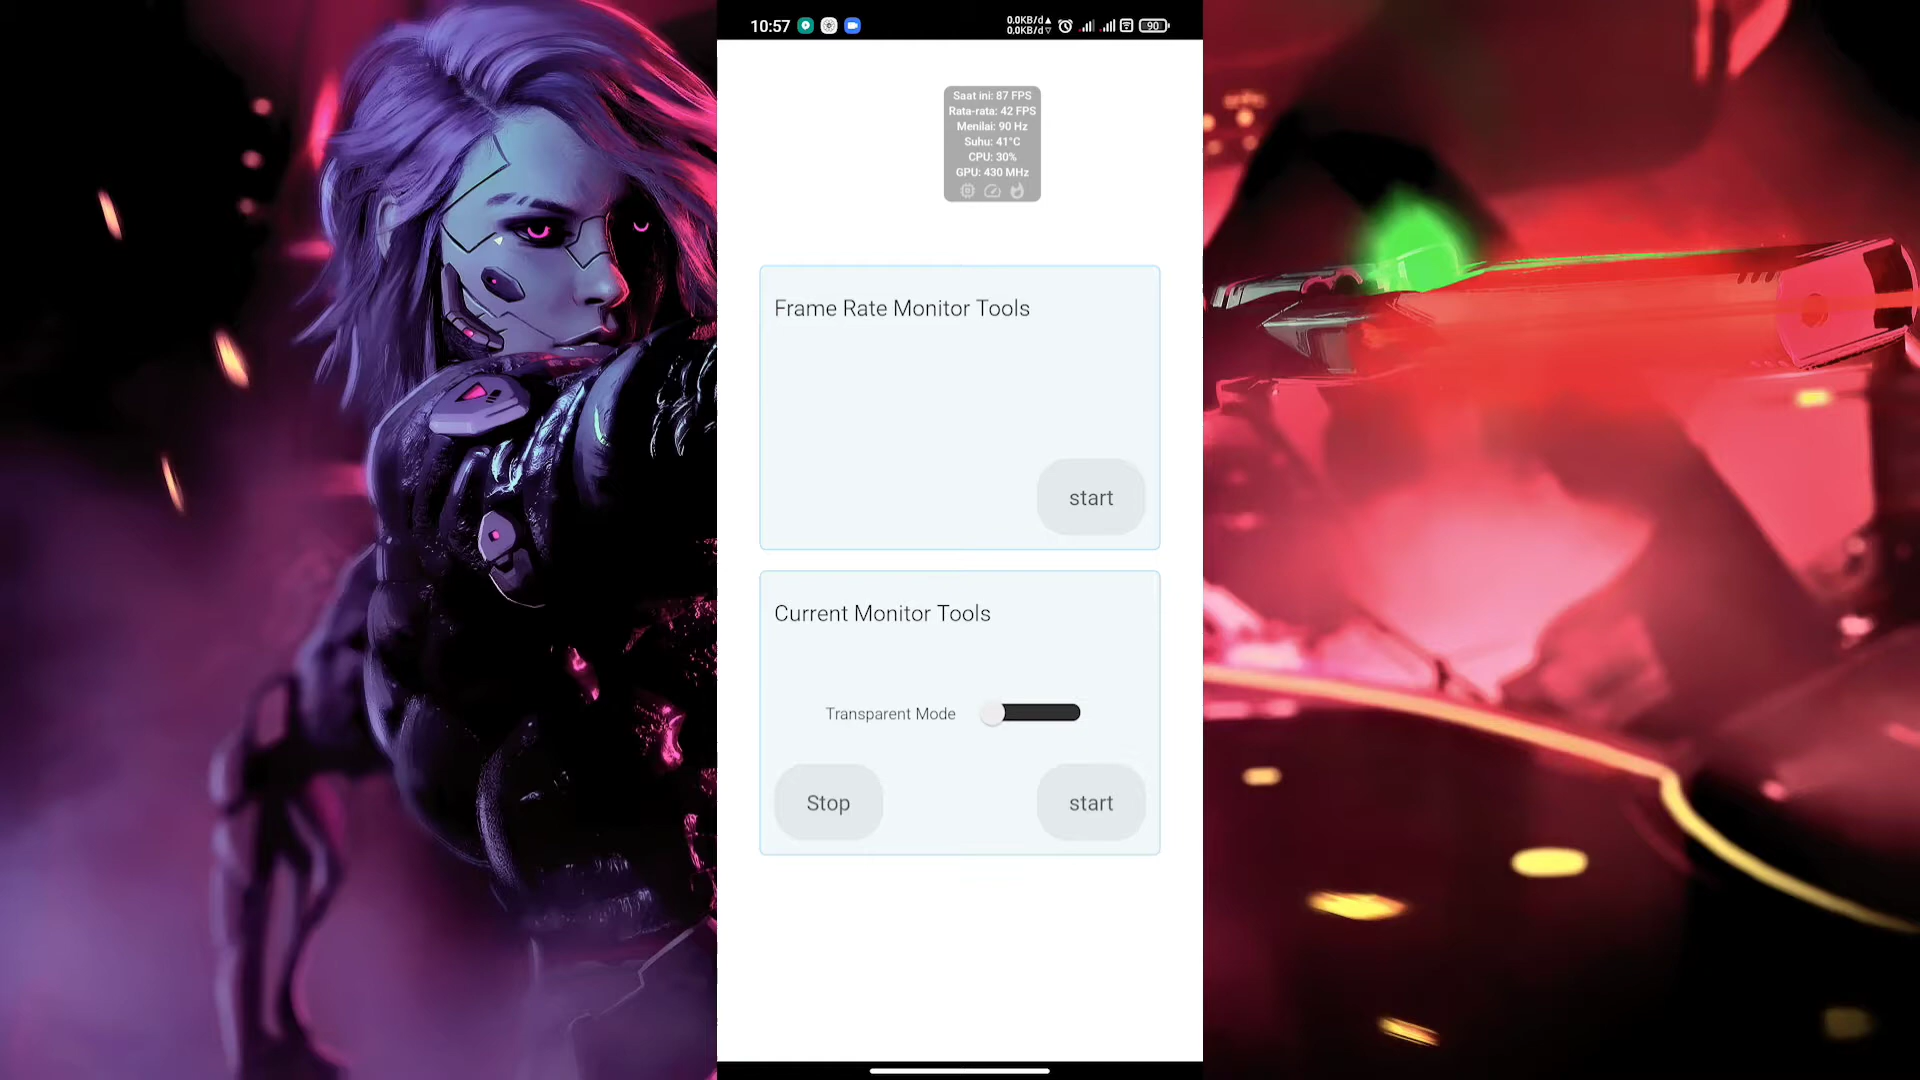 10:57
0.0KB/d
0.0KB/d
90
Saat ini: 87 FPS
Rata-rata: 42 FPS
Menilai: 90 Hz
Suhu: 41°C
CPU: 30%
GPU: 430 MHz
Frame Rate Monitor Tools
start
Current Monitor Tools
Transparent Mode
Stop
start